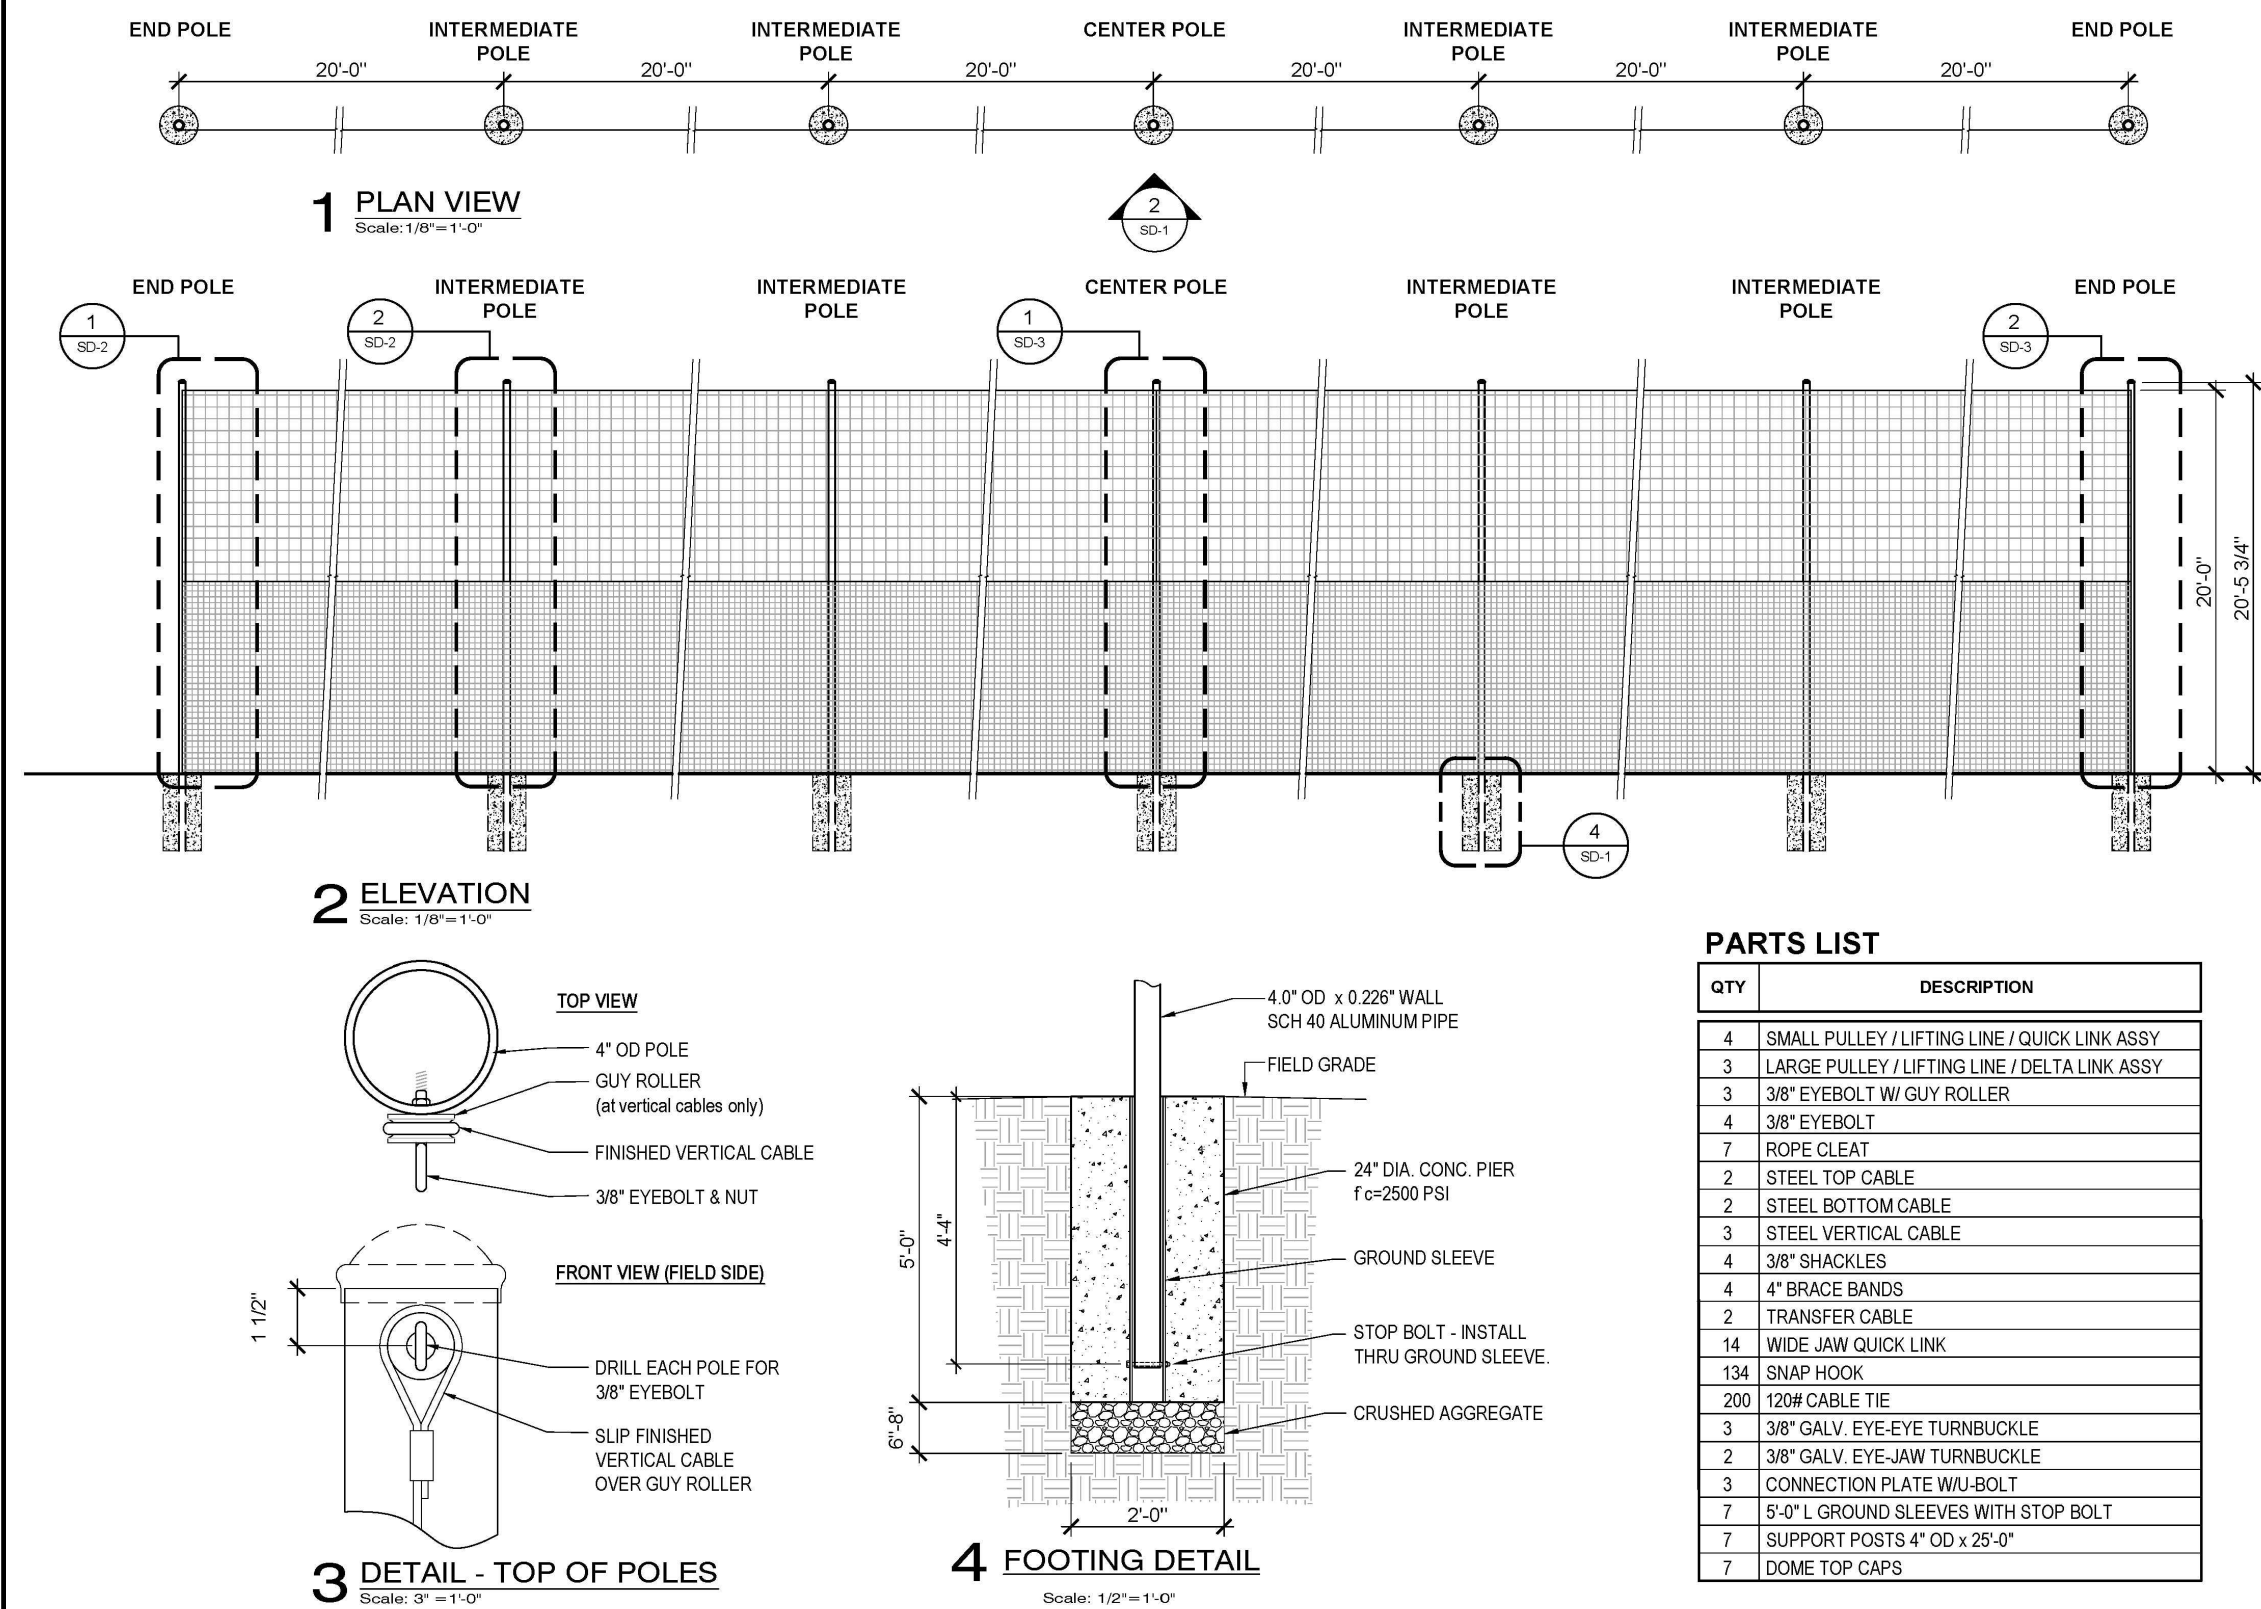 END POLE
INTERMEDIATE
POLE
INTERMEDIATE
POLE
CENTER POLE
INTERMEDIATE
POLE
INTERMEDIATE
POLE
END POLE
20'-0"
20'-0"
20'-0"
20'-0"
20'-0"
20'-0"
1 PLAN VIEW
Scale:1/8"=1'-0"
2
SD-1
END POLE
INTERMEDIATE
POLE
INTERMEDIATE
POLE
CENTER POLE
INTERMEDIATE
POLE
INTERMEDIATE
POLE
END POLE
1
SD-2
2
SD-2
1
SD-3
2
SD-3
20'-0"
20'-5 3/4"
4
SD-1
2 ELEVATION
Scale: 1/8"=1'-0"
TOP VIEW
4" OD POLE
GUY ROLLER
(at vertical cables only)
FINISHED VERTICAL CABLE
3/8" EYEBOLT & NUT
FRONT VIEW (FIELD SIDE)
1 1/2"
DRILL EACH POLE FOR
3/8" EYEBOLT
SLIP FINISHED
VERTICAL CABLE
OVER GUY ROLLER
3 DETAIL - TOP OF POLES
Scale: 3" =1'-0"
4.0" OD x 0.226" WALL
SCH 40 ALUMINUM PIPE
FIELD GRADE
24" DIA. CONC. PIER
f'c=2500 PSI
5'-0"
4'-4"
GROUND SLEEVE
STOP BOLT - INSTALL
THRU GROUND SLEEVE.
6"-8"
CRUSHED AGGREGATE
2'-0"
4 FOOTING DETAIL
Scale: 1/2"=1'-0"
PARTS LIST
QTY DESCRIPTION
4 SMALL PULLEY / LIFTING LINE / QUICK LINK ASSY
3 LARGE PULLEY / LIFTING LINE / DELTA LINK ASSY
3 3/8" EYEBOLT W/ GUY ROLLER
4 3/8" EYEBOLT
7 ROPE CLEAT
2 STEEL TOP CABLE
2 STEEL BOTTOM CABLE
3 STEEL VERTICAL CABLE
4 3/8" SHACKLES
4 4" BRACE BANDS
2 TRANSFER CABLE
14 WIDE JAW QUICK LINK
134 SNAP HOOK
200 120# CABLE TIE
3 3/8" GALV. EYE-EYE TURNBUCKLE
2 3/8" GALV. EYE-JAW TURNBUCKLE
3 CONNECTION PLATE W/U-BOLT
7 5'-0" L GROUND SLEEVES WITH STOP BOLT
7 SUPPORT POSTS 4" OD x 25'-0"
7 DOME TOP CAPS